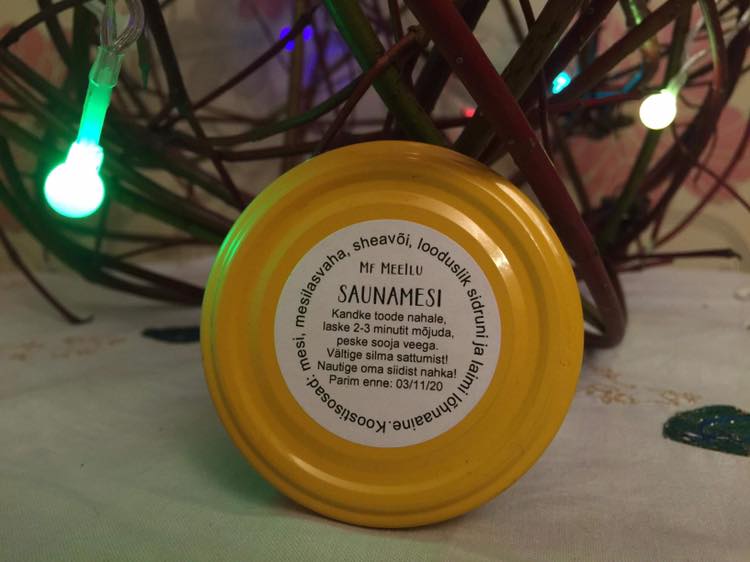 MF MEEILU
SAUNAMESI
Kandke toode nahale,
laske 2-3 minutit mõjuda,
peske sooja veega.
Vältige silma sattumist!
Nautige oma siidist nahka!
Parim enne: 03/11/20
Koostisosad: mesi, mesilasvaha, sheavõi, looduslik sidruni ja laimi lõhnaaine.